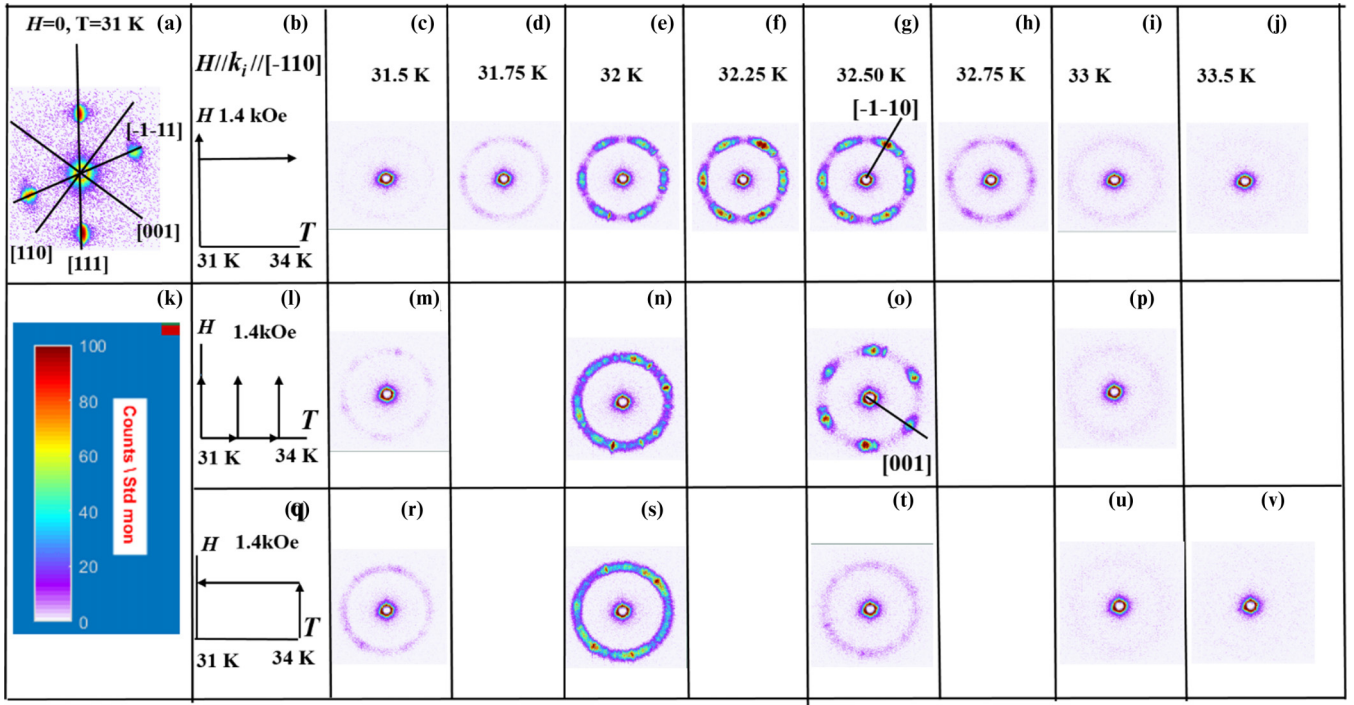 H=0, T=31 K (a)
[-1-11]
[001]
[110]
[111]
(b)
H//k_i//[-110]
H 1.4 kOe
T
31 K 34 K
(c)
31.5 K
(d)
31.75 K
(e)
32 K
(f)
32.25 K
(g)
32.50 K
[-1-10]
(h)
32.75 K
(i)
33 K
(j)
33.5 K
(k)
100
80
60
40
20
0
Counts \ Std mon
(l)
H 1.4kOe
T
31 K 34 K
(m)
(n)
(o)
[001]
(p)
(q)
H 1.4kOe
T
31 K 34 K
(r)
(s)
(t)
(u)
(v)